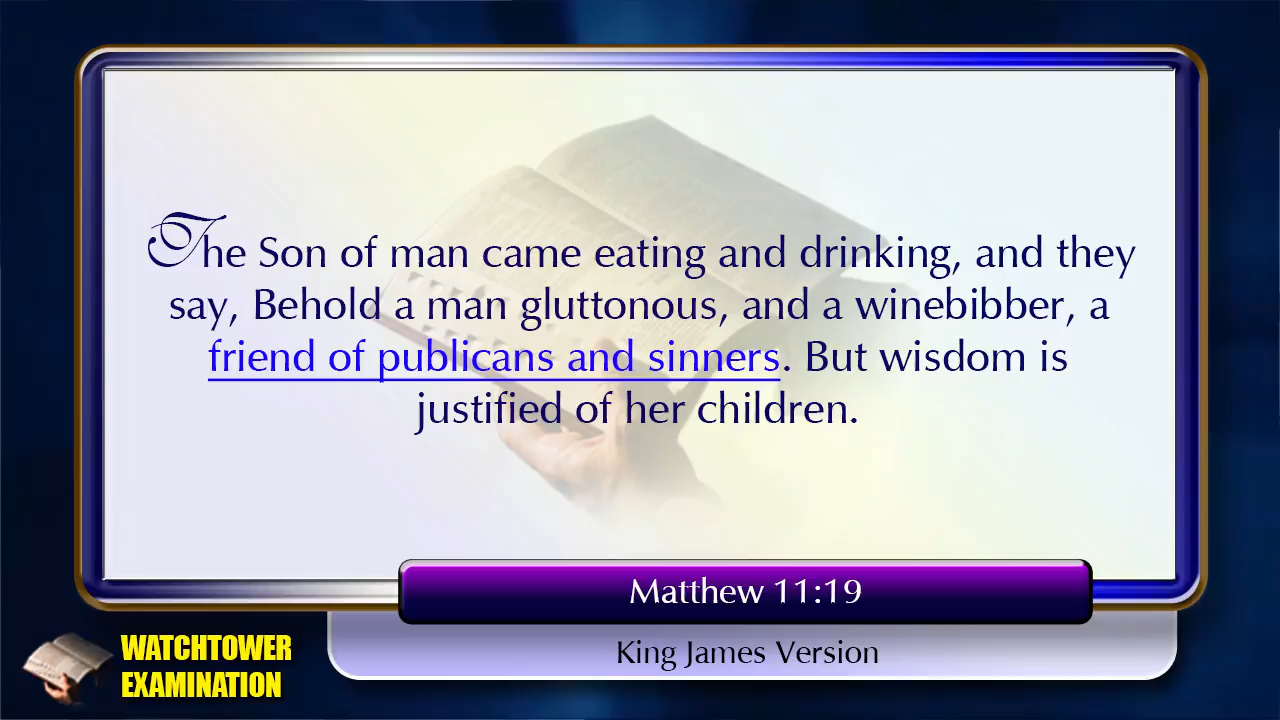 The Son of man came eating and drinking, and they
say, Behold a man gluttonous, and a winebibber, a
friend of publicans and sinners. But wisdom is
justified of her children.
Matthew 11:19
King James Version
WATCHTOWER
EXAMINATION